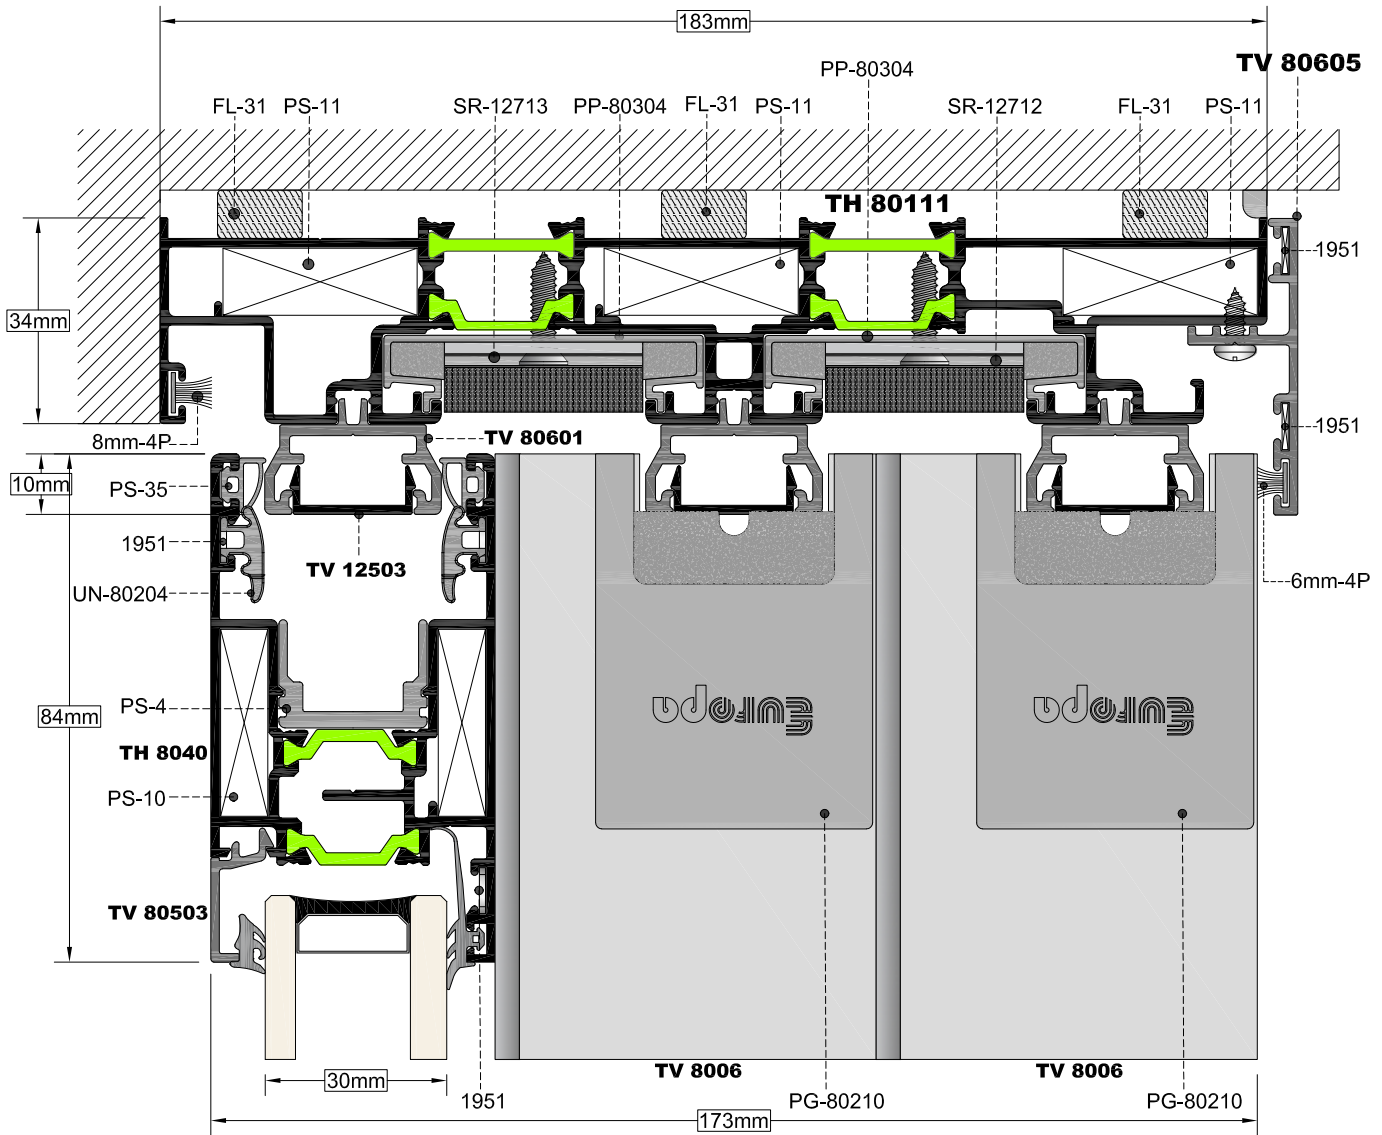 183mm
TV 80605
PP-80304
FL-31
PS-11
SR-12713
PP-80304
FL-31
PS-11
SR-12712
FL-31
PS-11
TH 80111
1951
34mm
1951
8mm-4P
TV 80601
10mm
PS-35
1951
TV 12503
6mm-4P
UN-80204
PS-4
84mm
europa
europa
TH 8040
PS-10
TV 80503
TV 8006
TV 8006
30mm
1951
PG-80210
PG-80210
173mm